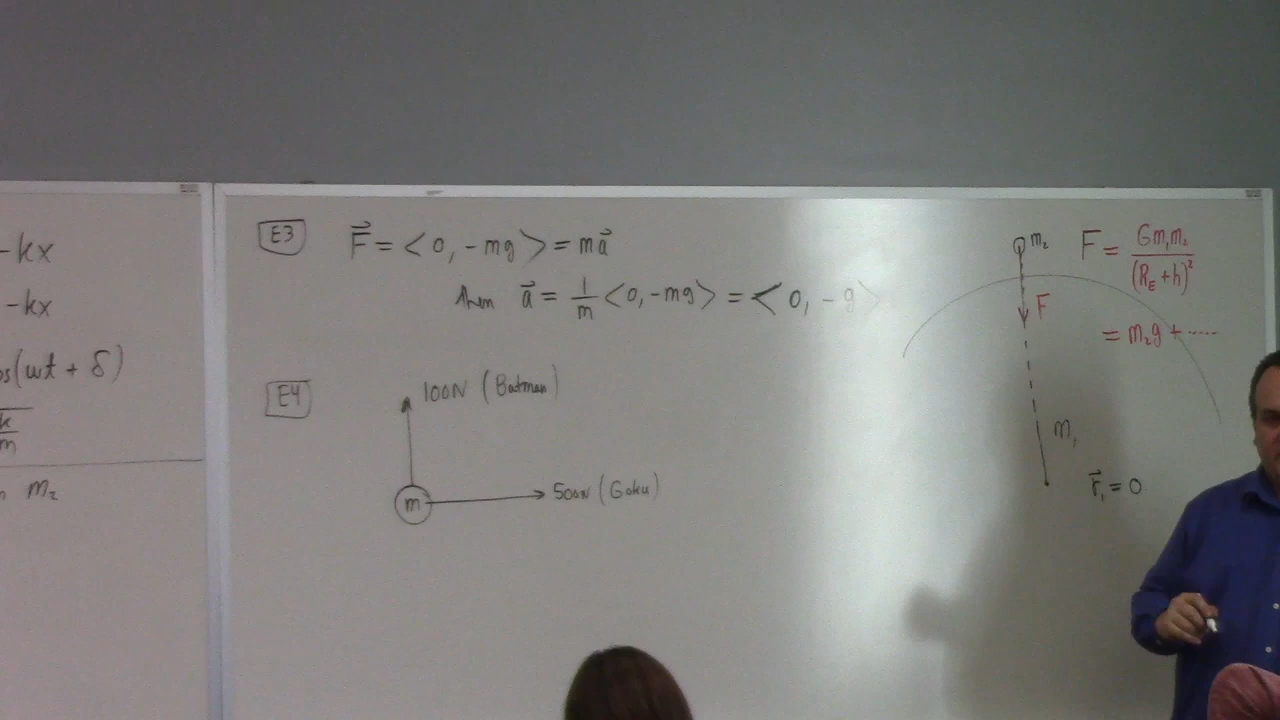 -kx
-kx
os(ωt + δ)
k/m
m₂
E3 F⃗ = <0, -mg> = ma⃗
then a⃗ = 1/m <0, -mg> = <0, -g>
E4
100N (Batman)
m
500N (Goku)
m₂ F = Gm₁m₂/(R_E + h)²
F
= m₂g + .....
m₁
r⃗₁ = 0